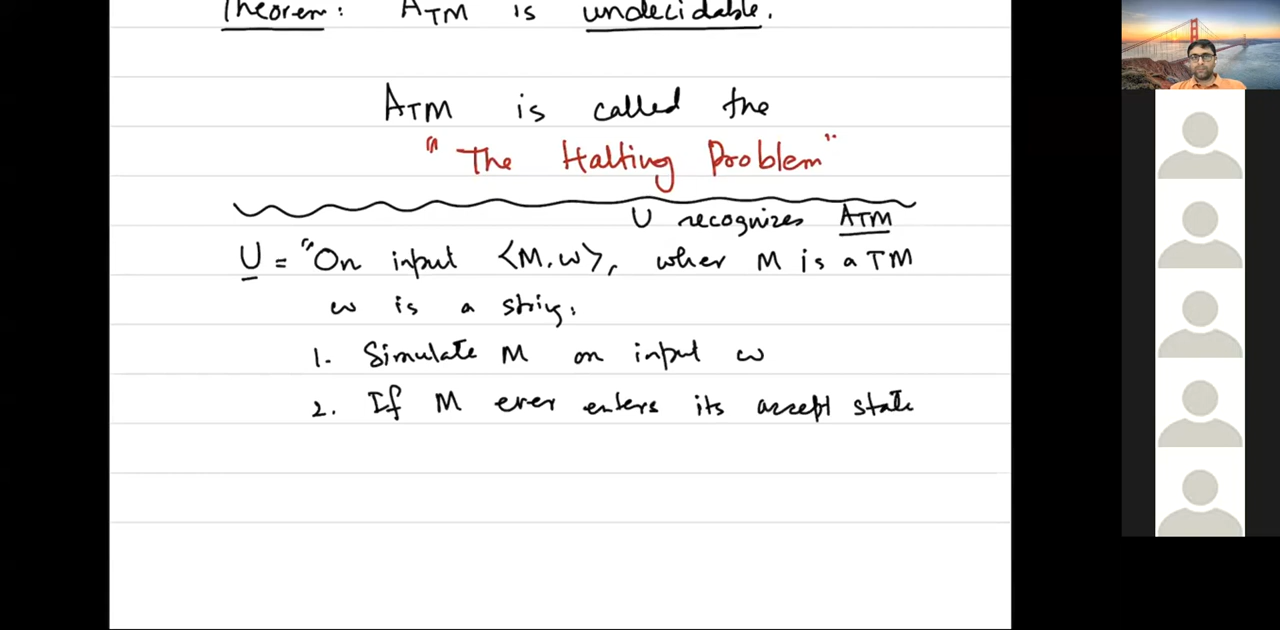 Theorem: ATM is undecidable.
ATM is called the
"The Halting Problem"
U recognizes ATM
U = "On input <M, w>, wher M is a TM
w is a string:
1. Simulate M on input w
2. If M ever enters its accept state